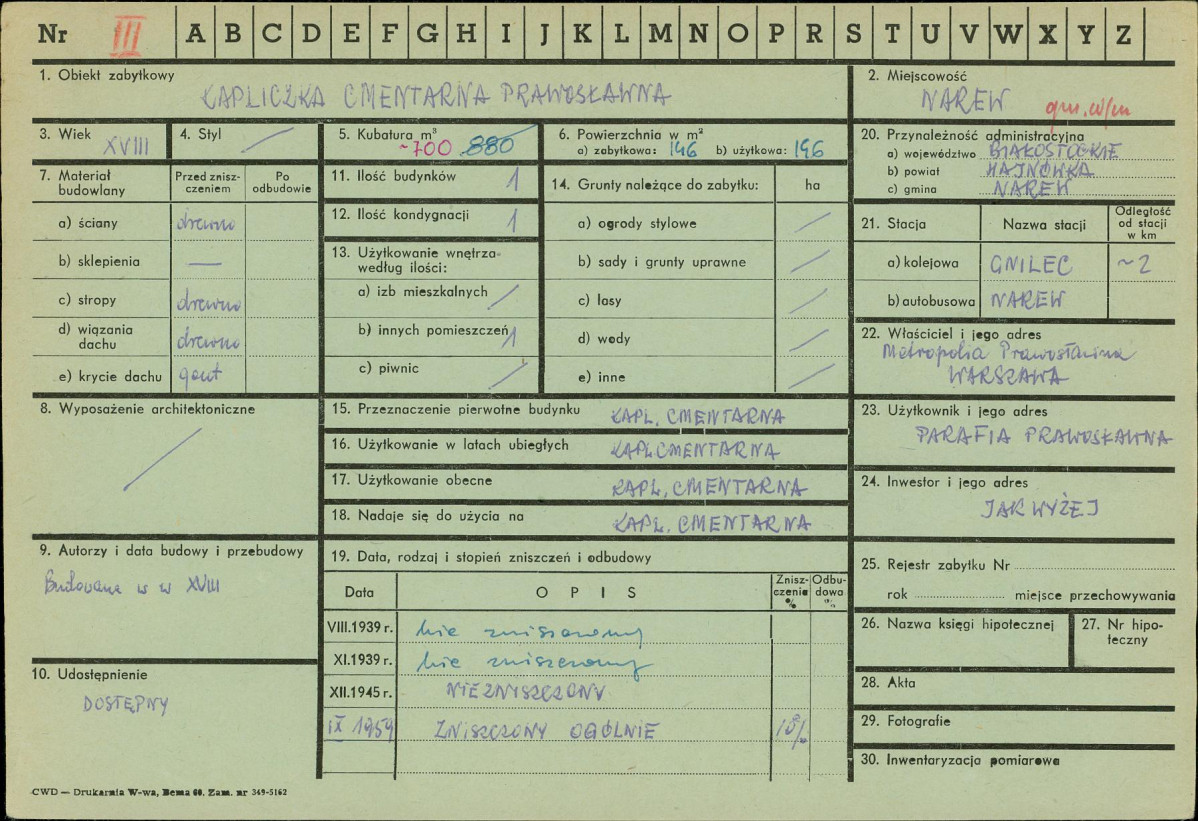 Nr III A B C D E F G H I J K L M N O P R S T U V W X Y Z
1. Obiekt zabytkowy
KAPLICZKA CMENTARNA PRAWOSŁAWNA
2. Miejscowość
NAREW gm. w/m
3. Wiek
XVIII
4. Styl
5. Kubatura m³
~700 880
6. Powierzchnia w m²
a) zabytkowa: 146 b) użytkowa: 146
7. Materiał budowlany
Przed znisz-
czeniem
Po
odbudowie
a) ściany drewno
b) sklepienia —
c) stropy drewno
d) wiązania
dachu drewno
e) krycie dachu gont
8. Wyposażenie architektoniczne
9. Autorzy i data budowy i przebudowy
Budowana w w XVIII
10. Udostępnienie
DOSTĘPNY
11. Ilość budynków 1
12. Ilość kondygnacji 1
13. Użytkowanie wnętrza
według ilości:
a) izb mieszkalnych
b) innych pomieszczeń 1
c) piwnic
14. Grunty należące do zabytku: ha
a) ogrody stylowe
b) sady i grunty uprawne
c) lasy
d) wody
e) inne
15. Przeznaczenie pierwotne budynku KAPL. CMENTARNA
16. Użytkowanie w latach ubiegłych KAPL CMENTARNA
17. Użytkowanie obecne KAPL. CMENTARNA
18. Nadaje się do użycia na KAPL. CMENTARNA
19. Data, rodzaj i stopień zniszczeń i odbudowy
Data O P I S
Znisz-
czenie
%
Odbu-
dowa
%
VIII.1939 r. nie zniszczony
XI.1939 r. nie zniszczony
XII.1945 r. NIEZNISZCZONY
IX 1959 ZNISZCZONY OGÓLNIE 10%
20. Przynależność administracyjna
a) województwo BIAŁOSTOCKIE
b) powiat HAJNÓWKA
c) gmina NAREW
21. Stacja Nazwa stacji
Odległość
od stacji
w km
a) kolejowa GNILEC ~2
b) autobusowa NAREW
22. Właściciel i jego adres
Metropolia Prawosławna
WARSZAWA
23. Użytkownik i jego adres
PARAFIA PRAWOSŁAWNA
24. Inwestor i jego adres
JAK WYŻEJ
25. Rejestr zabytku Nr
rok miejsce przechowywania
26. Nazwa księgi hipotecznej
27. Nr hipo-
teczny
28. Akta
29. Fotografie
30. Inwentaryzacja pomiarowa
CWD — Drukarnia W-wa, Bema 60. Zam. nr 349-5162